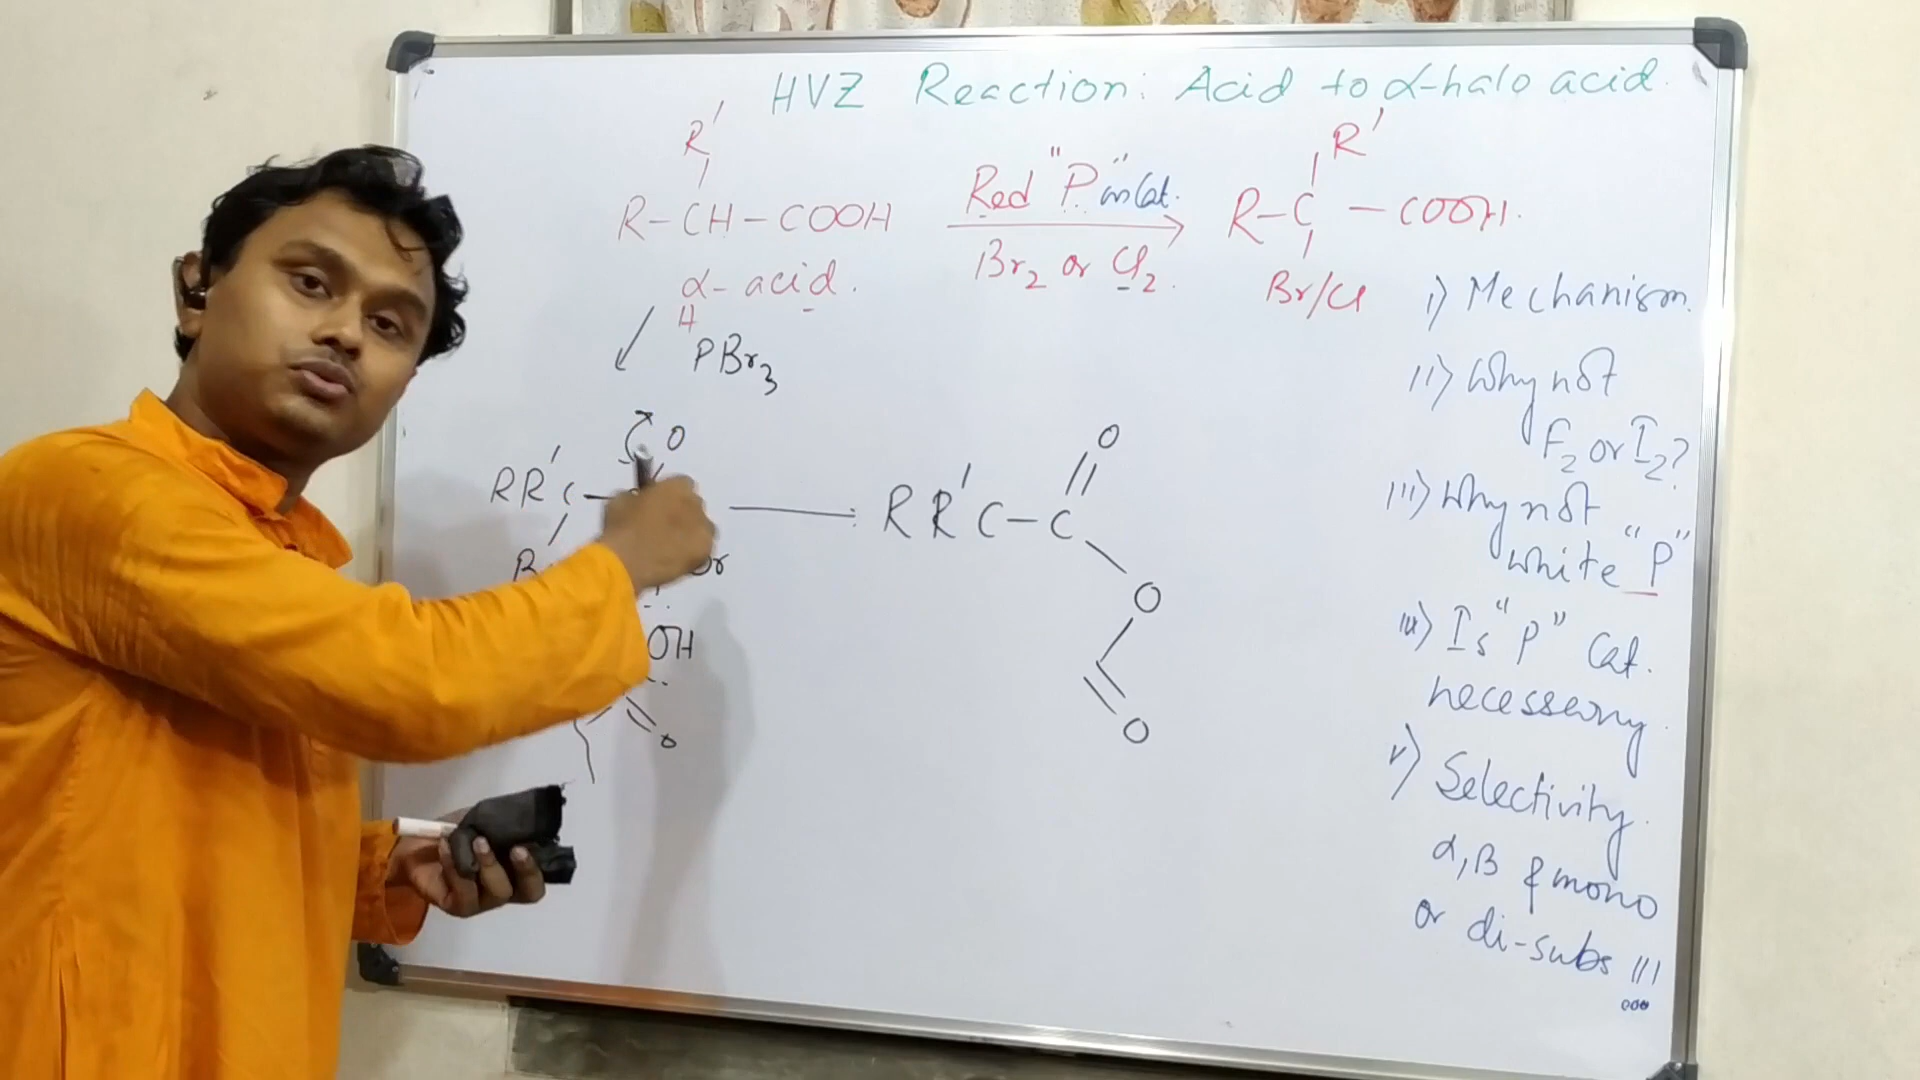 HVZ Reaction: Acid to α-halo acid.
R'
R-CH-COOH
α-acid.
H
Red "P" as Cat.
Br2 or Cl2.
R'
R-C-COOH.
Br/Cl
PBr3
O
RR'C-
Br
OH
O
O
RR'C-C
O
O
i) Mechanism.
ii) Why not
F2 or I2?
iii) Why not
white "P"
iv) Is "P" Cat.
necessary.
v) Selectivity.
α, β & mono
or di-subs !!!